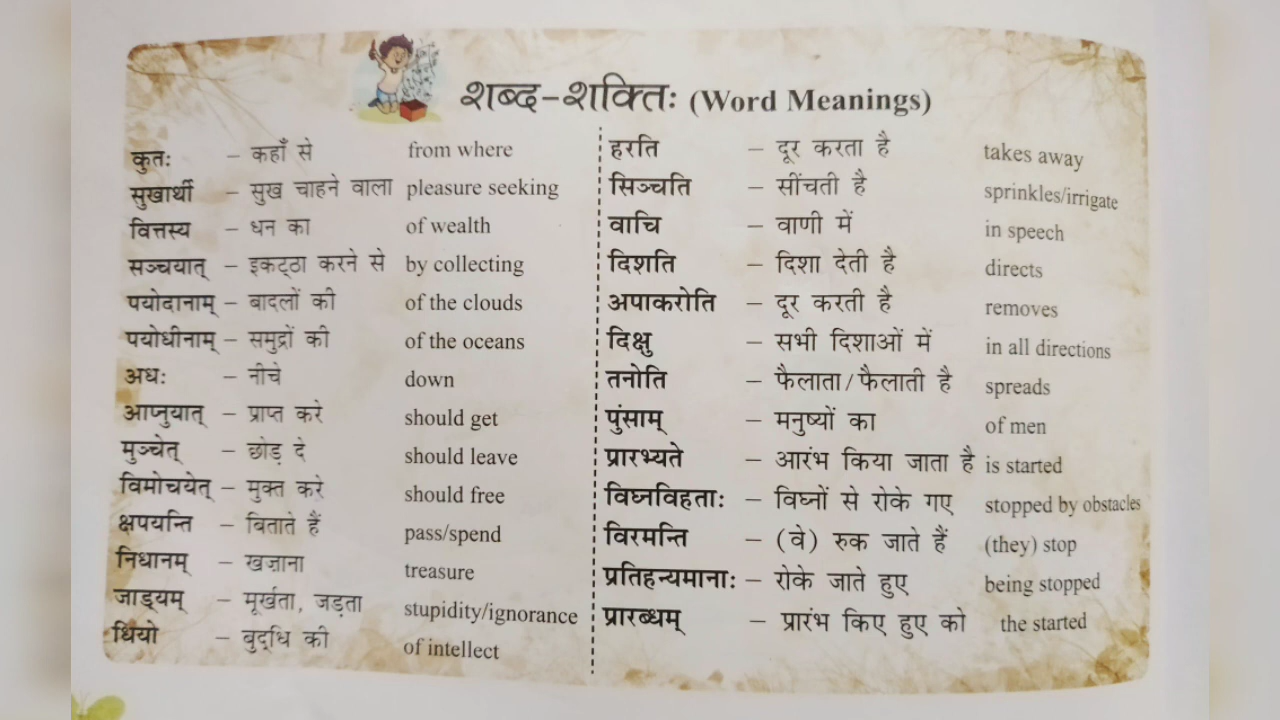 शब्द-शक्तिः (Word Meanings)
कुतः – कहाँ से from where
सुखार्थी – सुख चाहने वाला pleasure seeking
वित्तस्य – धन का of wealth
सञ्चयात् – इकट्ठा करने से by collecting
पयोदानाम् – बादलों की of the clouds
पयोधीनाम् – समुद्रों की of the oceans
अधः – नीचे down
आप्नुयात् – प्राप्त करे should get
मुञ्चेत् – छोड़ दे should leave
विमोचयेत् – मुक्त करे should free
क्षपयन्ति – बिताते हैं pass/spend
निधानम् – खज़ाना treasure
जाड्यम् – मूर्खता, जड़ता stupidity/ignorance
धियो – बुद्धि की of intellect
हरति – दूर करता है takes away
सिञ्चति – सींचती है sprinkles/irrigate
वाचि – वाणी में in speech
दिशति – दिशा देती है directs
अपाकरोति – दूर करती है removes
दिक्षु – सभी दिशाओं में in all directions
तनोति – फैलाता/फैलाती है spreads
पुंसाम् – मनुष्यों का of men
प्रारभ्यते – आरंभ किया जाता है is started
विघ्नविहताः – विघ्नों से रोके गए stopped by obstacles
विरमन्ति – (वे) रुक जाते हैं (they) stop
प्रतिहन्यमानाः – रोके जाते हुए being stopped
प्रारब्धम् – प्रारंभ किए हुए को the started